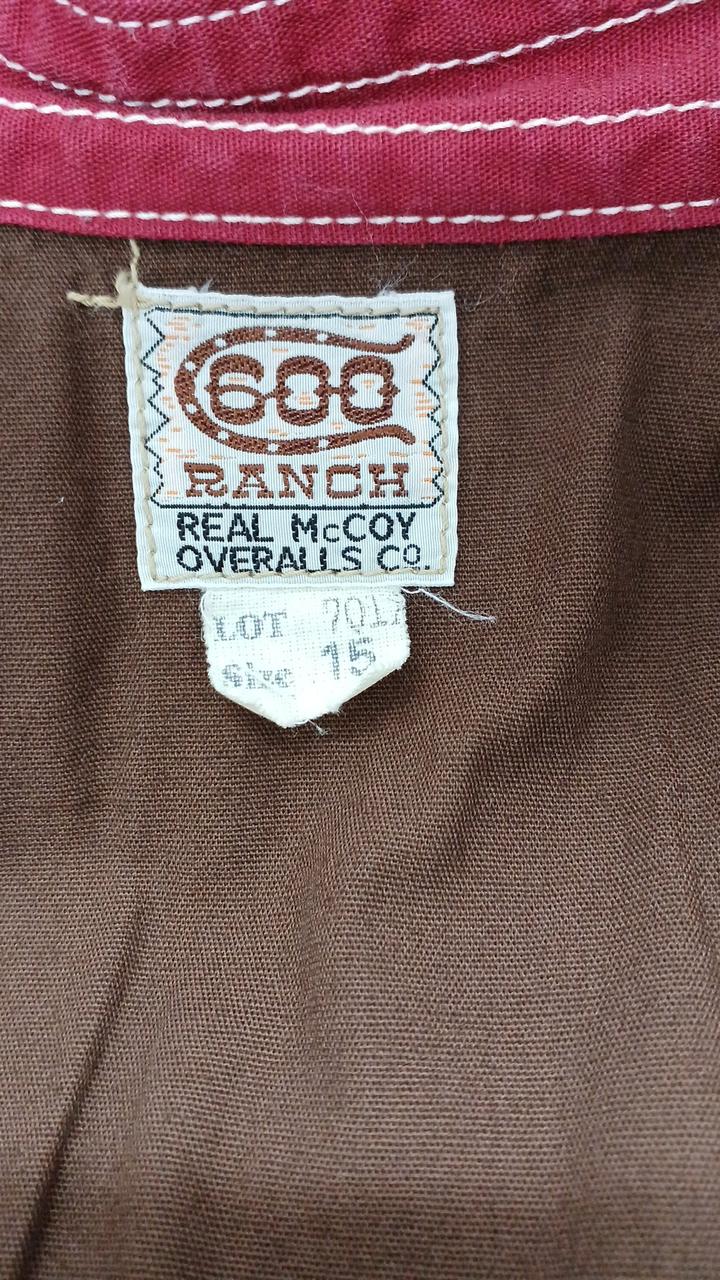 600
RANCH
REAL McCOY
OVERALLS Co.
LOT
Size 15